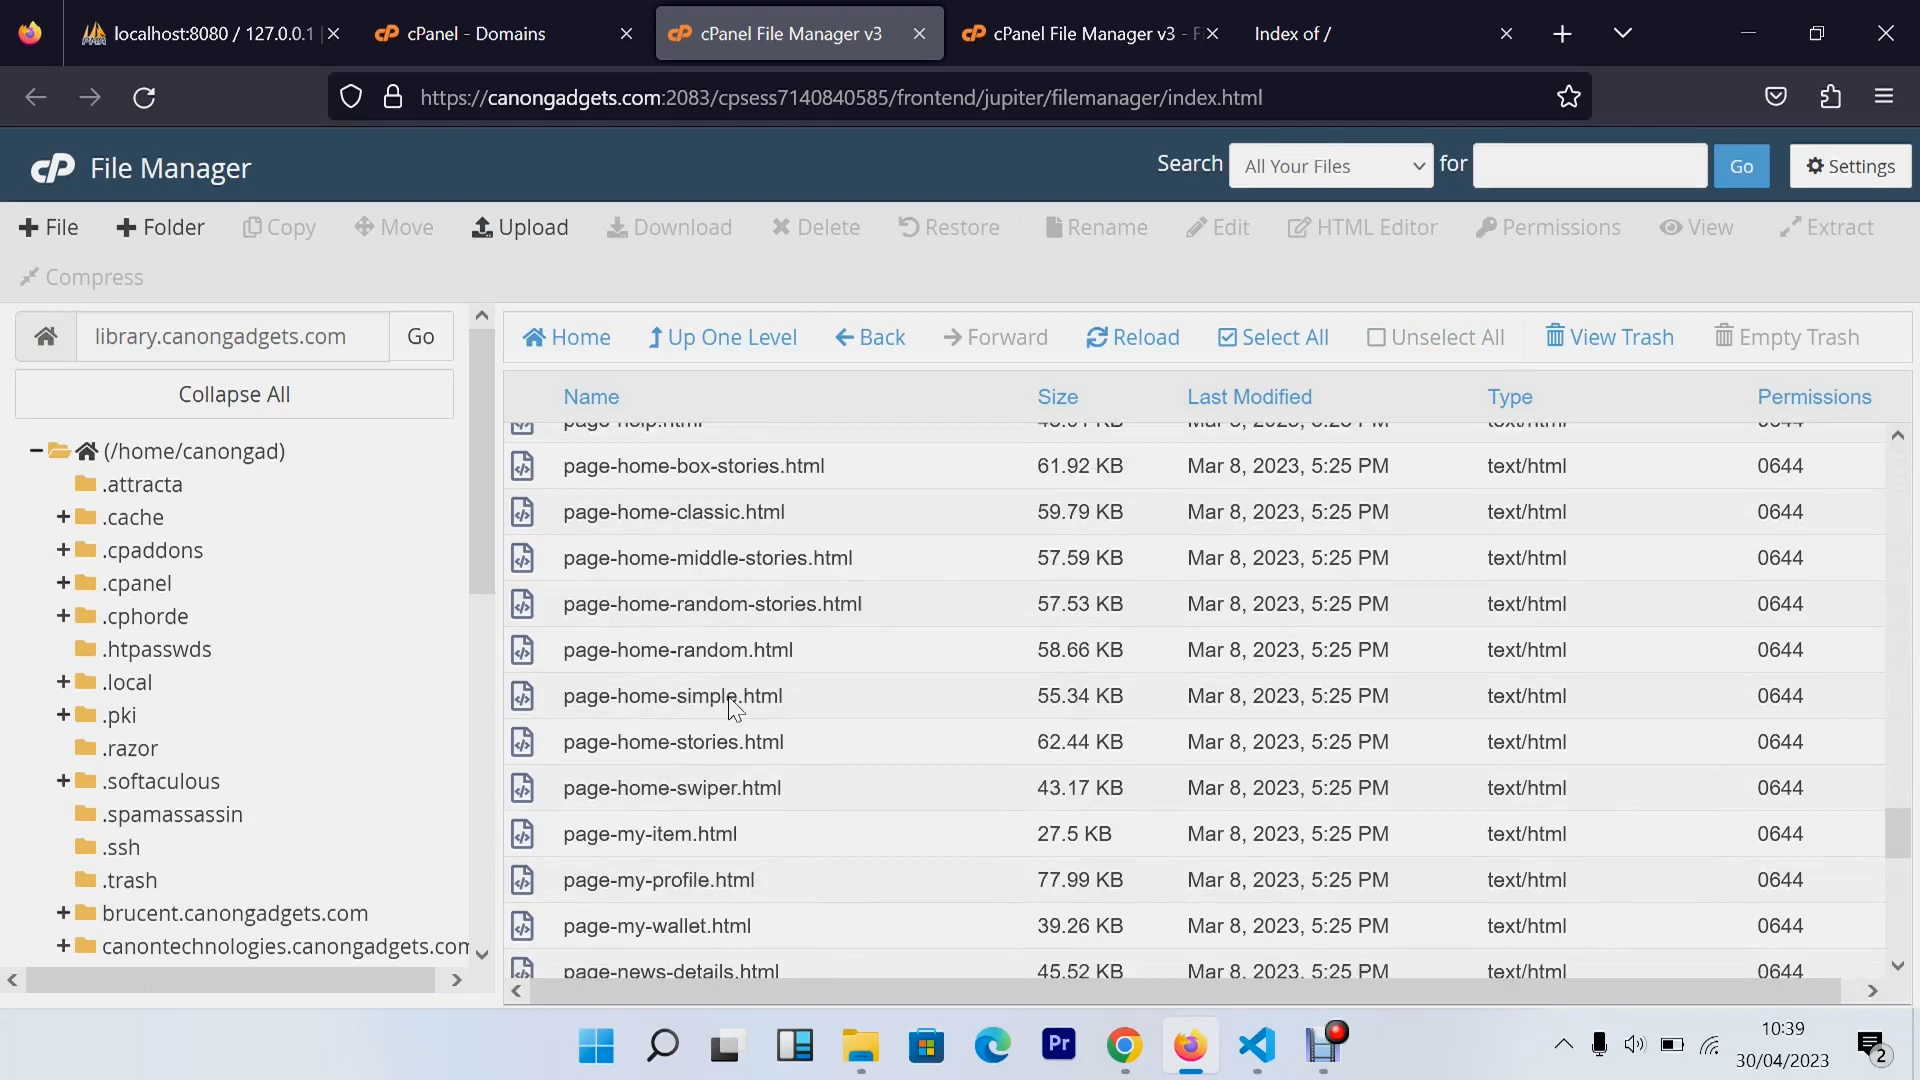 localhost:8080 / 127.0.0.1
cPanel - Domains
cPanel File Manager v3
cPanel File Manager v3 - F
Index of /
https://canongadgets.com:2083/cpsess7140840585/frontend/jupiter/filemanager/index.html
cP File Manager
Search All Your Files for Go Settings
File Folder Copy Move Upload Download Delete Restore Rename Edit HTML Editor Permissions View Extract
Compress
library.canongadgets.com Go
Collapse All
(/home/canongad)
.attracta
.cache
.cpaddons
.cpanel
.cphorde
.htpasswds
.local
.pki
.razor
.softaculous
.spamassassin
.ssh
.trash
brucent.canongadgets.com
canontechnologies.canongadgets.com
Home Up One Level Back Forward Reload Select All Unselect All View Trash Empty Trash
Name Size Last Modified Type Permissions
page-help.html
page-home-box-stories.html 61.92 KB Mar 8, 2023, 5:25 PM text/html 0644
page-home-classic.html 59.79 KB Mar 8, 2023, 5:25 PM text/html 0644
page-home-middle-stories.html 57.59 KB Mar 8, 2023, 5:25 PM text/html 0644
page-home-random-stories.html 57.53 KB Mar 8, 2023, 5:25 PM text/html 0644
page-home-random.html 58.66 KB Mar 8, 2023, 5:25 PM text/html 0644
page-home-simple.html 55.34 KB Mar 8, 2023, 5:25 PM text/html 0644
page-home-stories.html 62.44 KB Mar 8, 2023, 5:25 PM text/html 0644
page-home-swiper.html 43.17 KB Mar 8, 2023, 5:25 PM text/html 0644
page-my-item.html 27.5 KB Mar 8, 2023, 5:25 PM text/html 0644
page-my-profile.html 77.99 KB Mar 8, 2023, 5:25 PM text/html 0644
page-my-wallet.html 39.26 KB Mar 8, 2023, 5:25 PM text/html 0644
page-news-details.html 45.52 KB Mar 8, 2023, 5:25 PM text/html 0644
Pr
10:39
30/04/2023
2